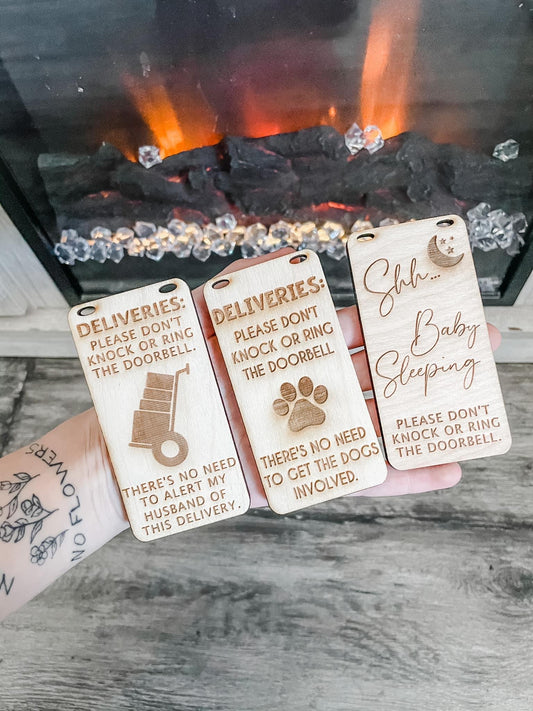 DELIVERIES:
PLEASE DON'T
KNOCK OR RING
THE DOORBELL.
THERE'S NO NEED
TO ALERT MY
HUSBAND OF
THIS DELIVERY.
DELIVERIES:
PLEASE DON'T
KNOCK OR RING
THE DOORBELL
THERE'S NO NEED
TO GET THE DOGS
INVOLVED.
Shh...
Baby
Sleeping
PLEASE DON'T
KNOCK OR RING
THE DOORBELL.
NO FLOWERS